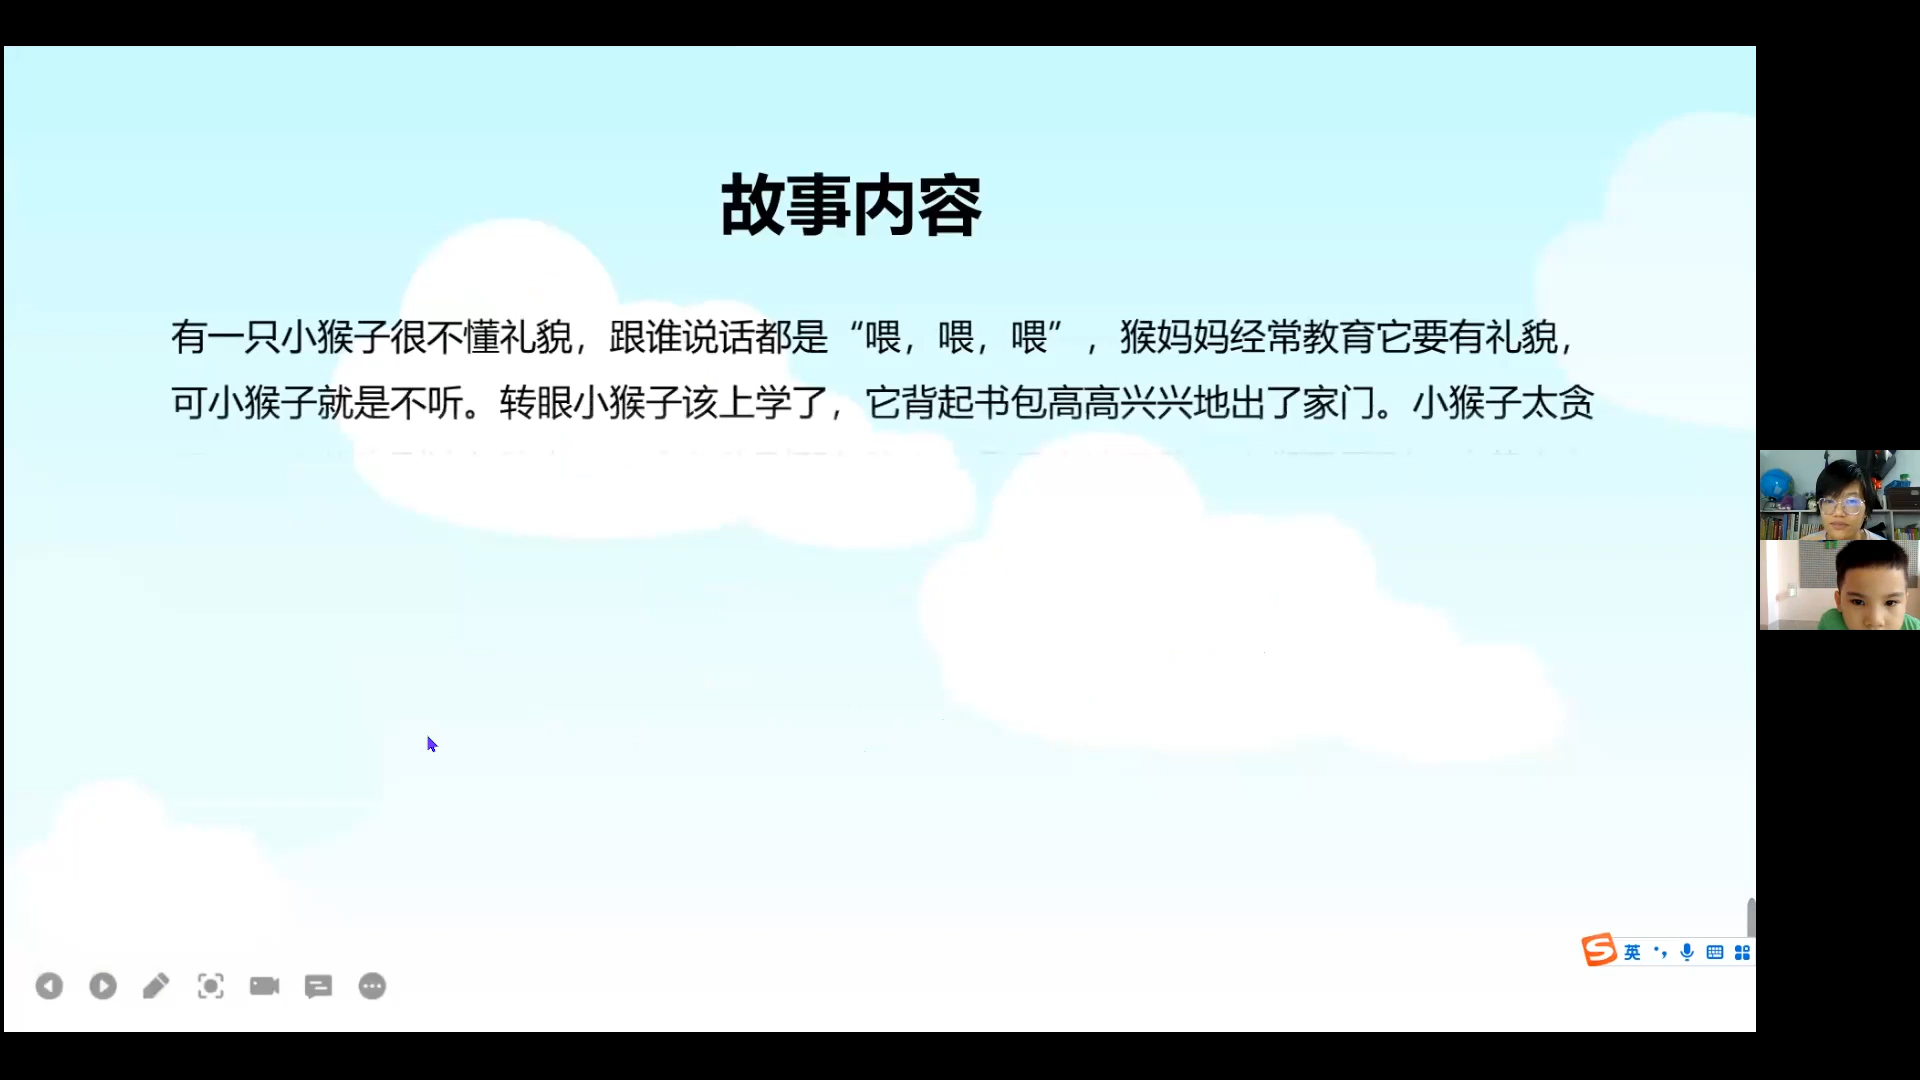 故事内容
有一只小猴子很不懂礼貌，跟谁说话都是“喂，喂，喂”，猴妈妈经常教育它要有礼貌，
可小猴子就是不听。转眼小猴子该上学了，它背起书包高高兴兴地出了家门。小猴子太贪
S 英